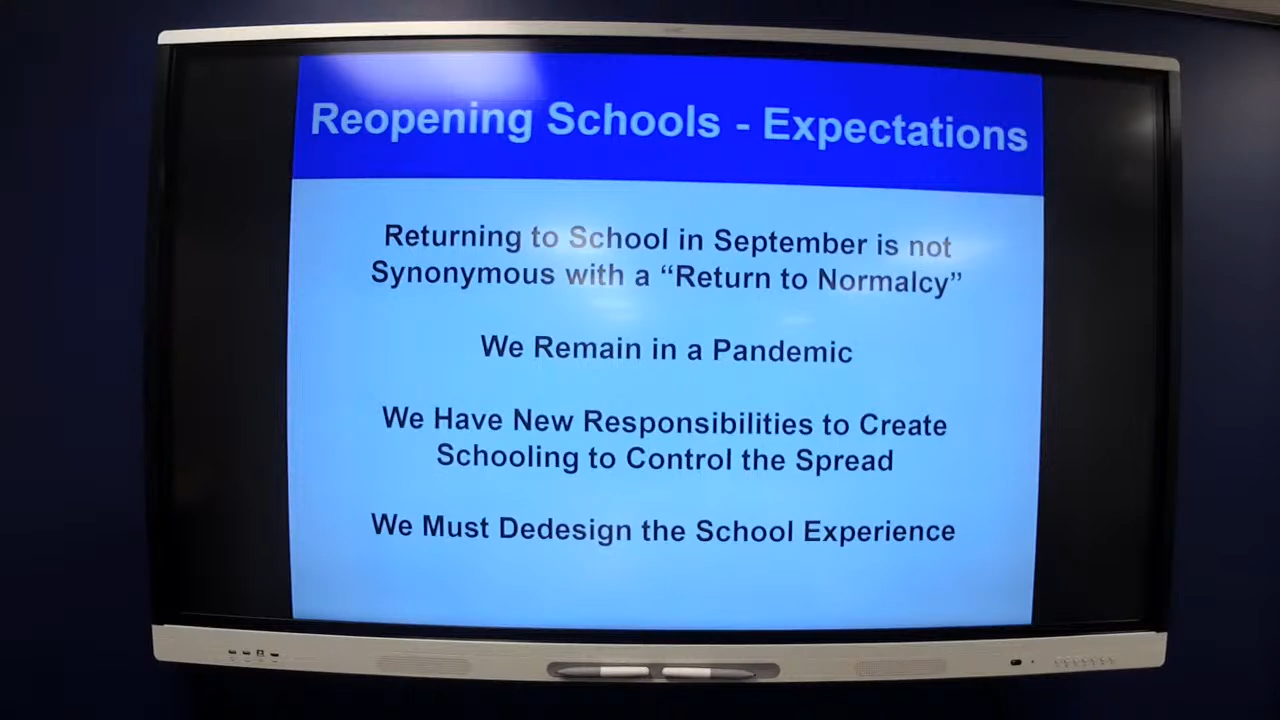 Reopening Schools - Expectations
Returning to School in September is not
Synonymous with a “Return to Normalcy”
We Remain in a Pandemic
We Have New Responsibilities to Create
Schooling to Control the Spread
We Must Dedesign the School Experience